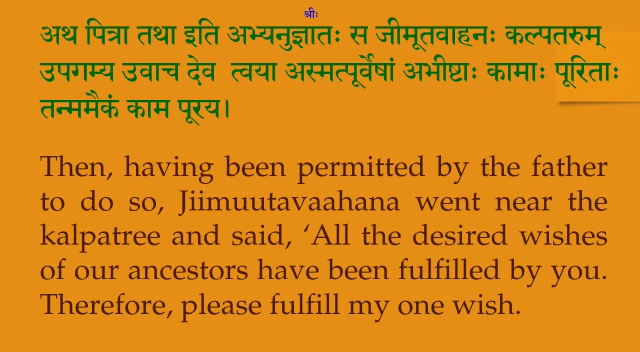 श्रीः
अथ पित्रा तथा इति अभ्यनुज्ञातः स जीमूतवाहनः कल्पतरुम्
उपगम्य उवाच देव त्वया अस्मत्पूर्वेषां अभीष्टाः कामाः पूरिताः
तन्ममैकं काम पूरय।
Then, having been permitted by the father
to do so, Jiimuutavaahana went near the
kalpatree and said, ‘All the desired wishes
of our ancestors have been fulfilled by you.
Therefore, please fulfill my one wish.